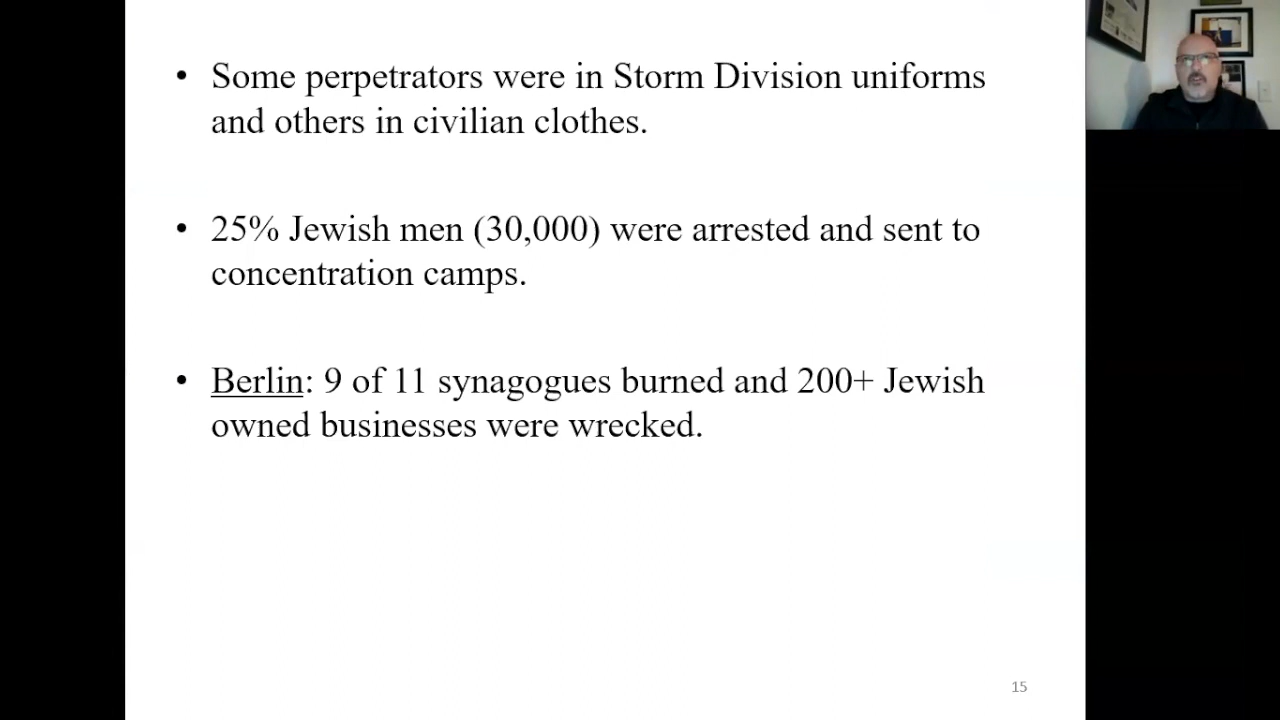 • Some perpetrators were in Storm Division uniforms
and others in civilian clothes.
• 25% Jewish men (30,000) were arrested and sent to
concentration camps.
• Berlin: 9 of 11 synagogues burned and 200+ Jewish
owned businesses were wrecked.
15